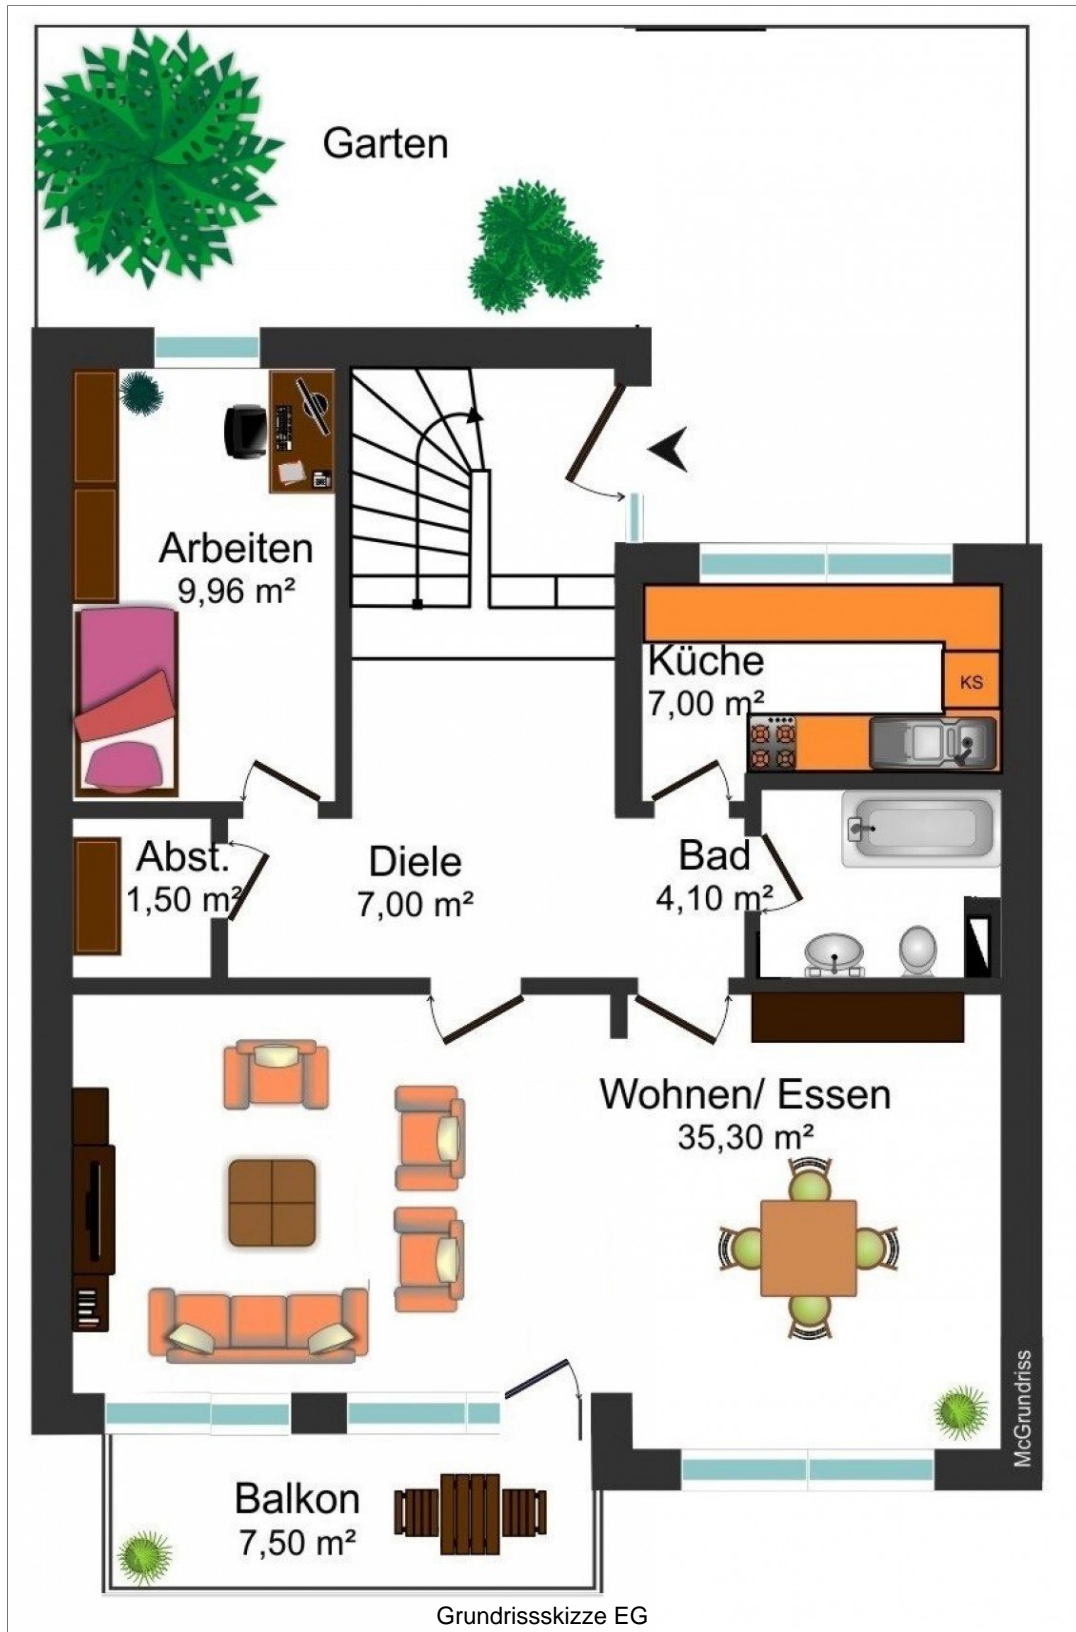 Garten
Arbeiten
9,96 m²
Küche
7,00 m²
KS
Abst.
1,50 m²
Diele
7,00 m²
Bad
4,10 m²
Wohnen/ Essen
35,30 m²
McGrundriss
Balkon
7,50 m²
Grundrissskizze EG